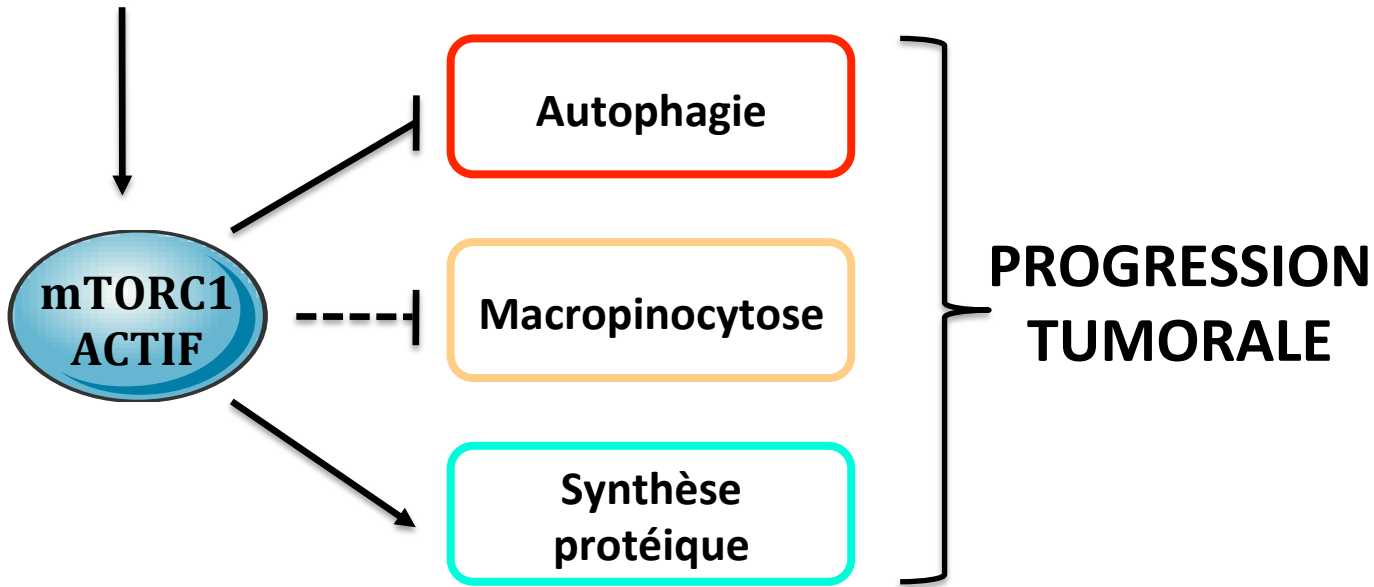 Autophagie
mTORC1
ACTIF
Macropinocytose
PROGRESSION
TUMORALE
Synthèse
protéique